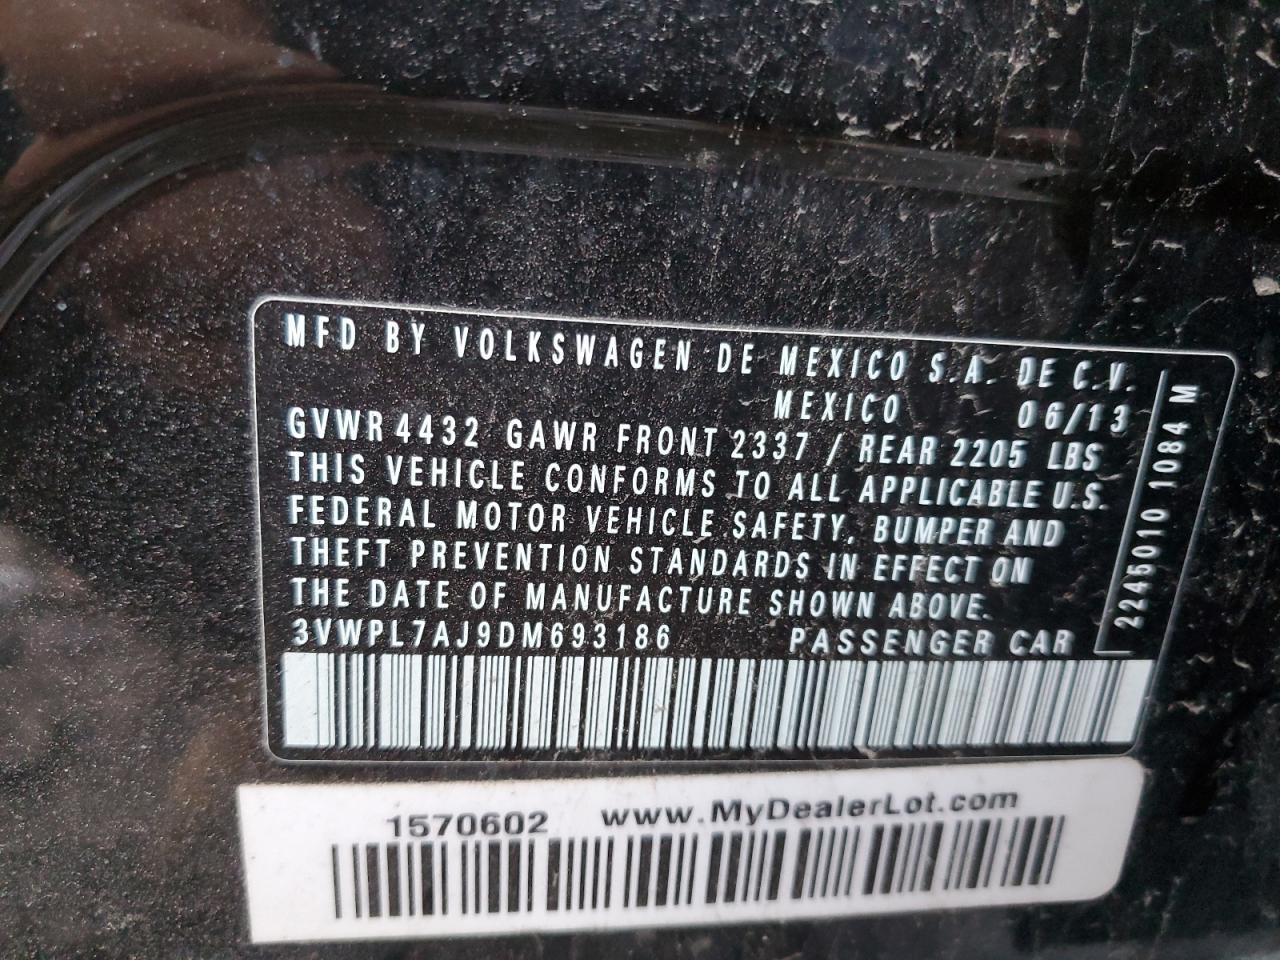 MFD BY VOLKSWAGEN DE MEXICO S.A. DE C.V.
MEXICO 06/13
GVWR 4432 GAWR FRONT 2337 / REAR 2205 LBS
THIS VEHICLE CONFORMS TO ALL APPLICABLE U.S.
FEDERAL MOTOR VEHICLE SAFETY, BUMPER AND
THEFT PREVENTION STANDARDS IN EFFECT ON
THE DATE OF MANUFACTURE SHOWN ABOVE.
3VWPL7AJ9DM693186 PASSENGER CAR
2245010 1084 M
1570602 www.MyDealerLot.com